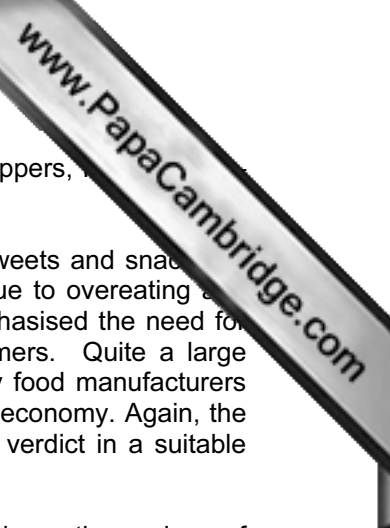 www.PapaCambridge.com
ppers,
weets and snac
ue to overeating
hasised the need for
mers. Quite a large
y food manufacturers
economy. Again, the
verdict in a suitable